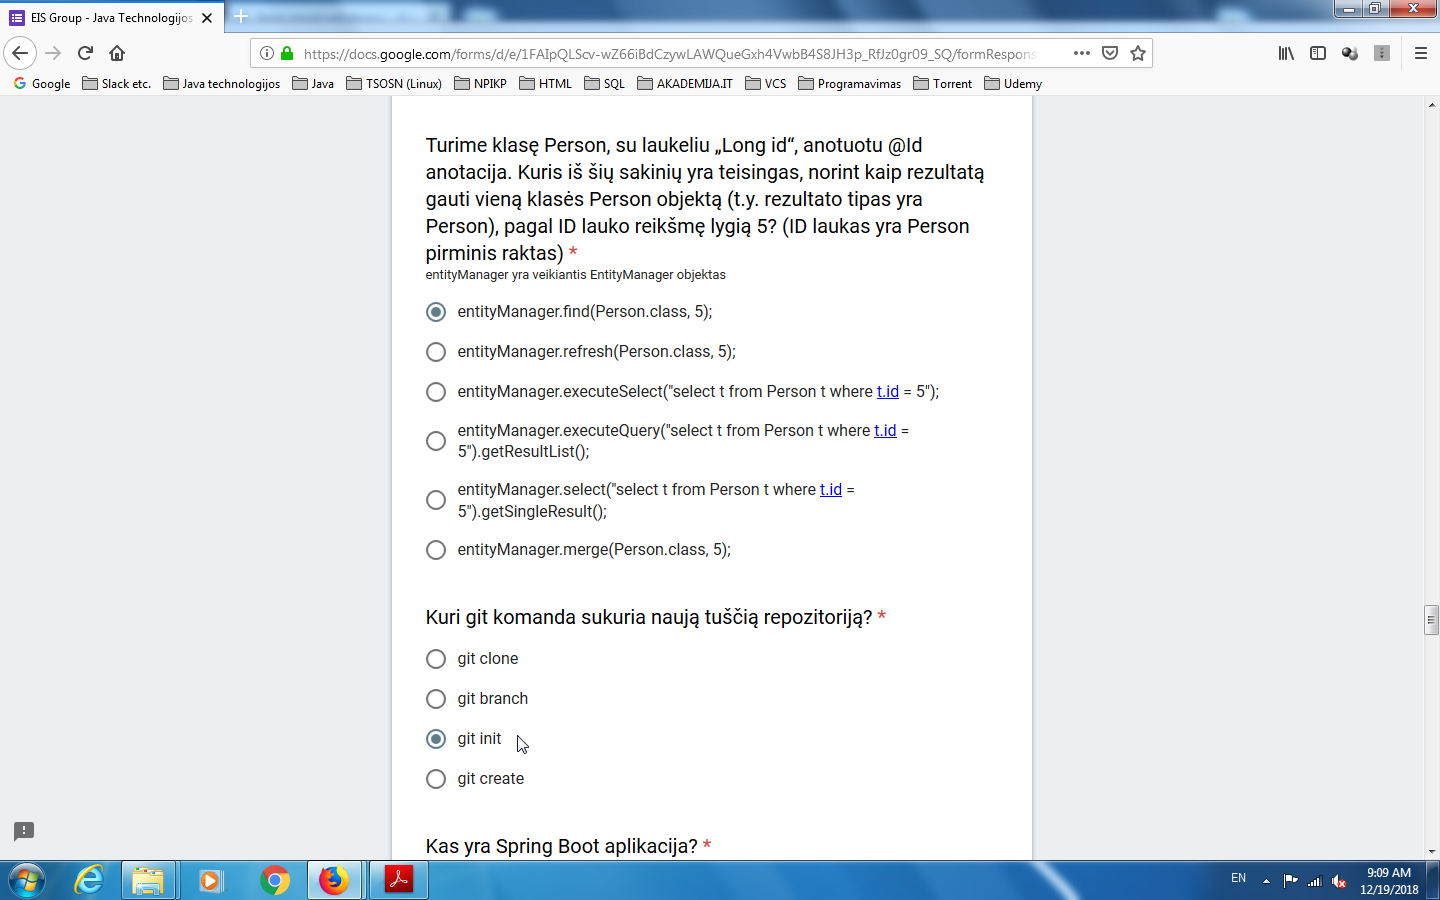 EIS Group - Java Technologijos
https://docs.google.com/forms/d/e/1FAIpQLScv-wZ66iBdCzywLAWQueGxh4VwbB4S8JH3p_RfJz0gr09_SQ/formRespons
Google Slack etc. Java technologijos Java TSOSN (Linux) NPIKP HTML SQL AKADEMIJA.IT VCS Programavimas Torrent Udemy
Turime klasę Person, su laukeliu „Long id“, anotuotu @Id
anotacija. Kuris iš šių sakinių yra teisingas, norint kaip rezultatą
gauti vieną klasės Person objektą (t.y. rezultato tipas yra
Person), pagal ID lauko reikšmę lygią 5? (ID laukas yra Person
pirminis raktas) *
entityManager yra veikiantis EntityManager objektas
entityManager.find(Person.class, 5);
entityManager.refresh(Person.class, 5);
entityManager.executeSelect("select t from Person t where t.id = 5");
entityManager.executeQuery("select t from Person t where t.id =
5").getResultList();
entityManager.select("select t from Person t where t.id =
5").getSingleResult();
entityManager.merge(Person.class, 5);
Kuri git komanda sukuria naują tuščią repozitoriją? *
git clone
git branch
git init
git create
Kas yra Spring Boot aplikacija? *
EN
9:09 AM
12/19/2018